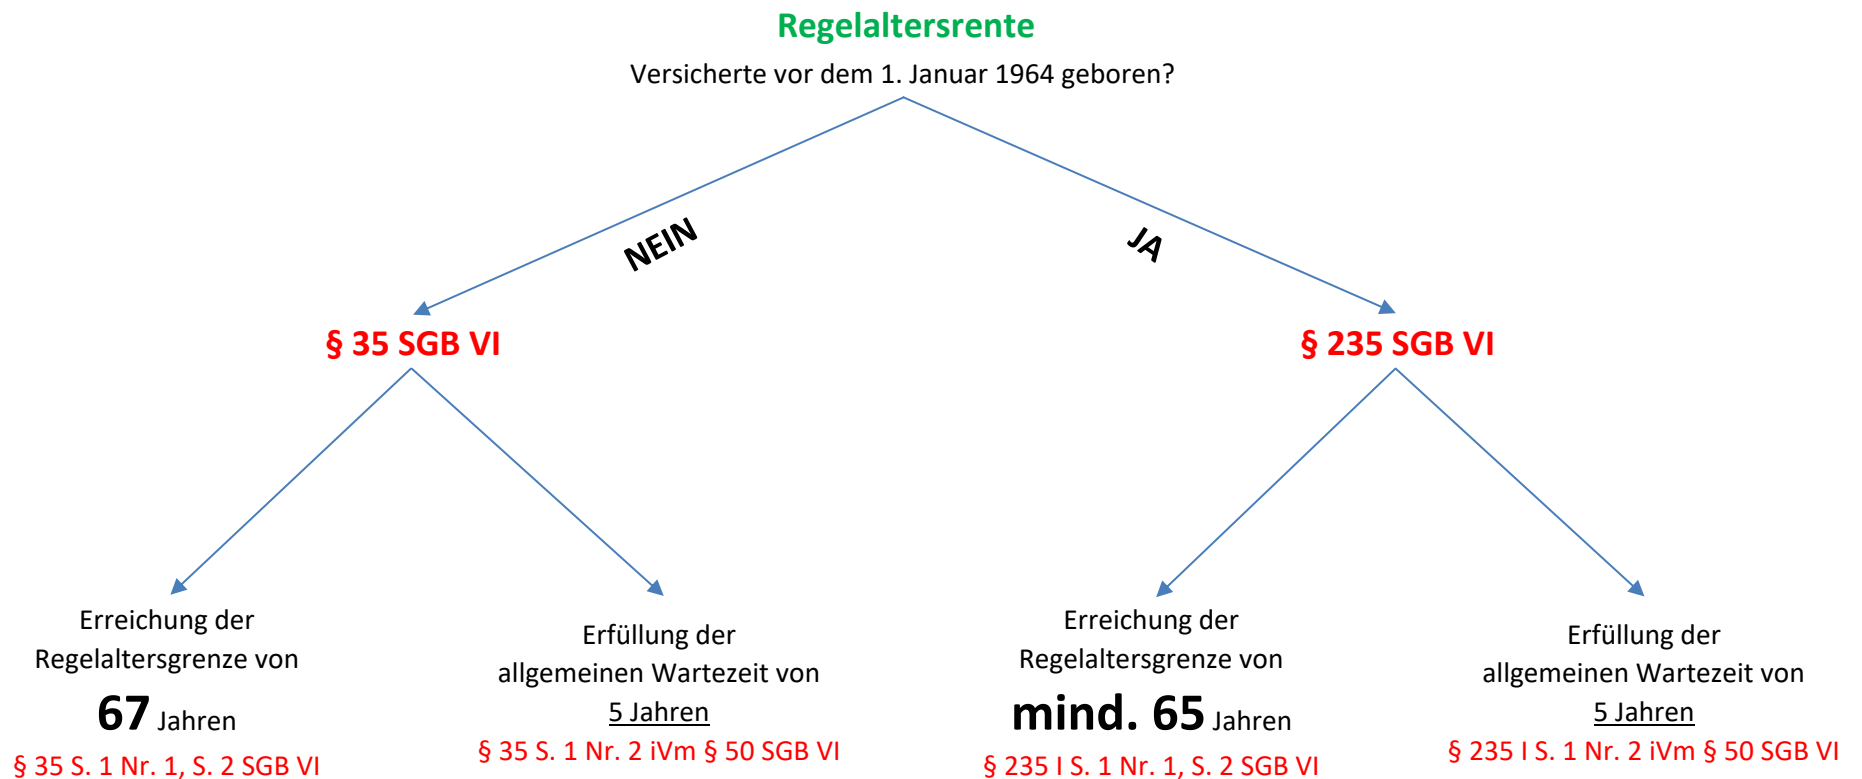 Regelaltersrente
Versicherte vor dem 1. Januar 1964 geboren?
NEIN
JA
§ 35 SGB VI
§ 235 SGB VI
Erreichung der
Regelaltersgrenze von
67 Jahren
§ 35 S. 1 Nr. 1, S. 2 SGB VI
Erfüllung der
allgemeinen Wartezeit von
5 Jahren
§ 35 S. 1 Nr. 2 iVm § 50 SGB VI
Erreichung der
Regelaltersgrenze von
mind. 65 Jahren
§ 235 I S. 1 Nr. 1, S. 2 SGB VI
Erfüllung der
allgemeinen Wartezeit von
5 Jahren
§ 235 I S. 1 Nr. 2 iVm § 50 SGB VI